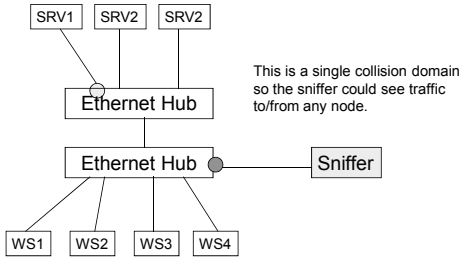 SRV1 SRV2 SRV2
This is a single collision domain
so the sniffer could see traffic
to/from any node.
Ethernet Hub
Ethernet Hub
Sniffer
WS1 WS2 WS3 WS4